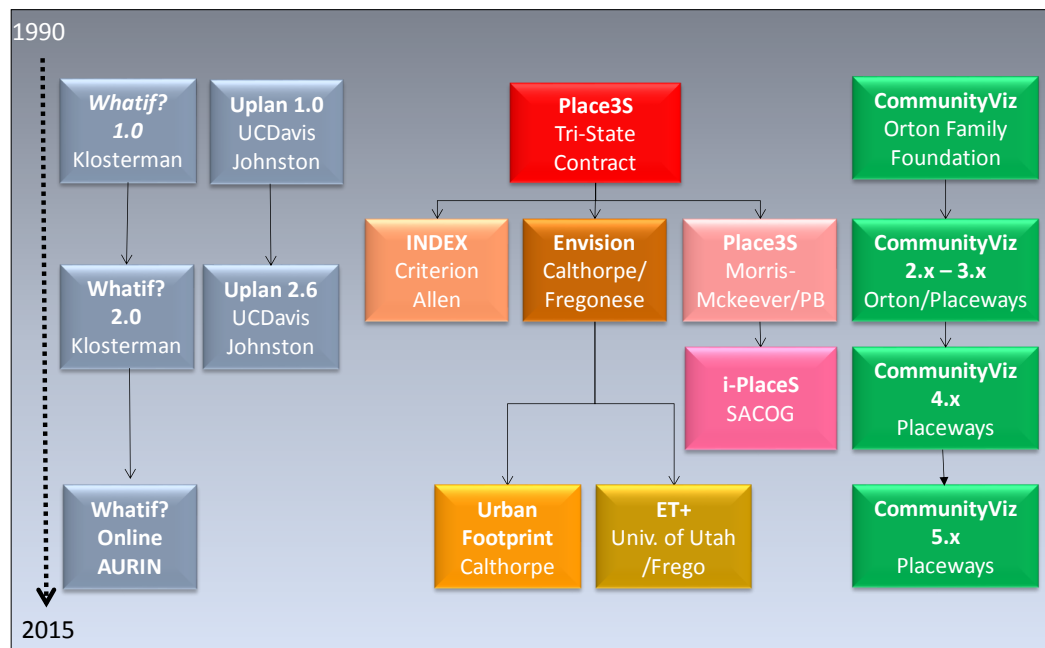 1990
Whatif?
1.0
Klosterman
Uplan 1.0
UCDavis
Johnston
Place3S
Tri-State
Contract
CommunityViz
Orton Family
Foundation
INDEX
Criterion
Allen
Envision
Calthorpe/
Fregonese
Place3S
Morris-
Mckeever/PB
CommunityViz
2.x – 3.x
Orton/Placeways
Whatif?
2.0
Klosterman
Uplan 2.6
UCDavis
Johnston
i-PlaceS
SACOG
CommunityViz
4.x
Placeways
Whatif?
Online
AURIN
Urban
Footprint
Calthorpe
ET+
Univ. of Utah
/Frego
CommunityViz
5.x
Placeways
2015